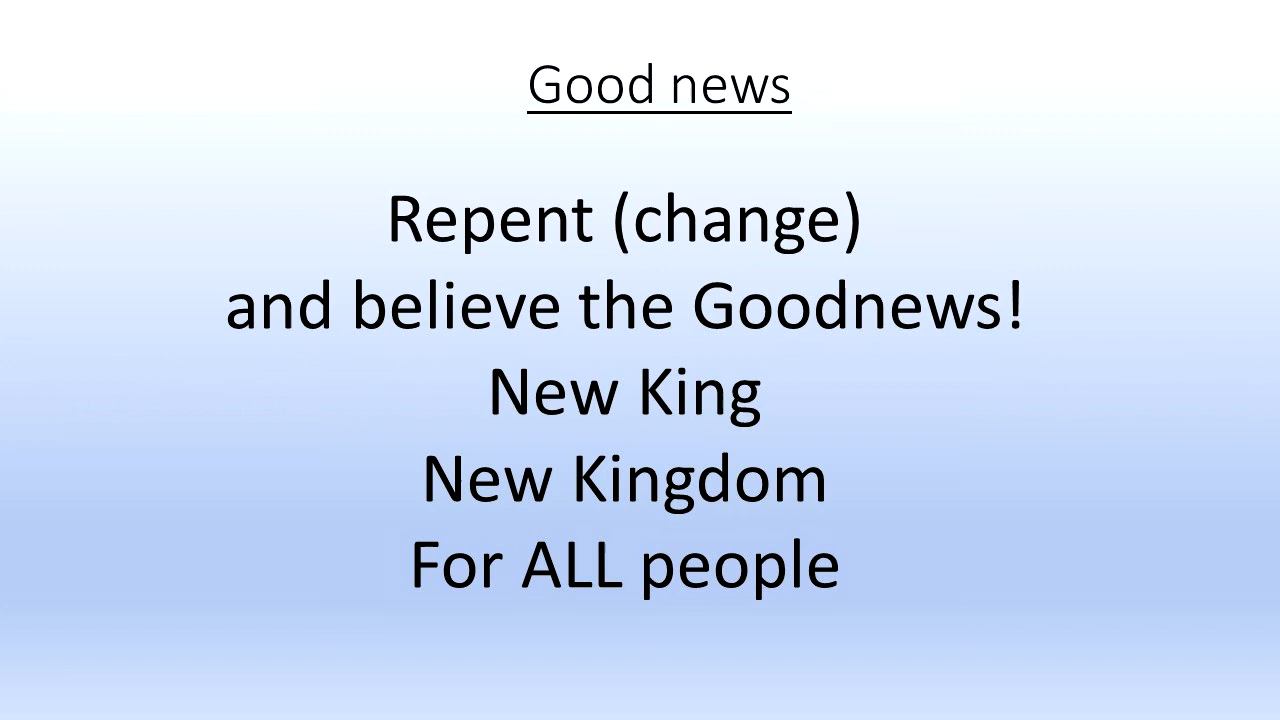 Good news
Repent (change)
and believe the Goodnews!
New King
New Kingdom
For ALL people